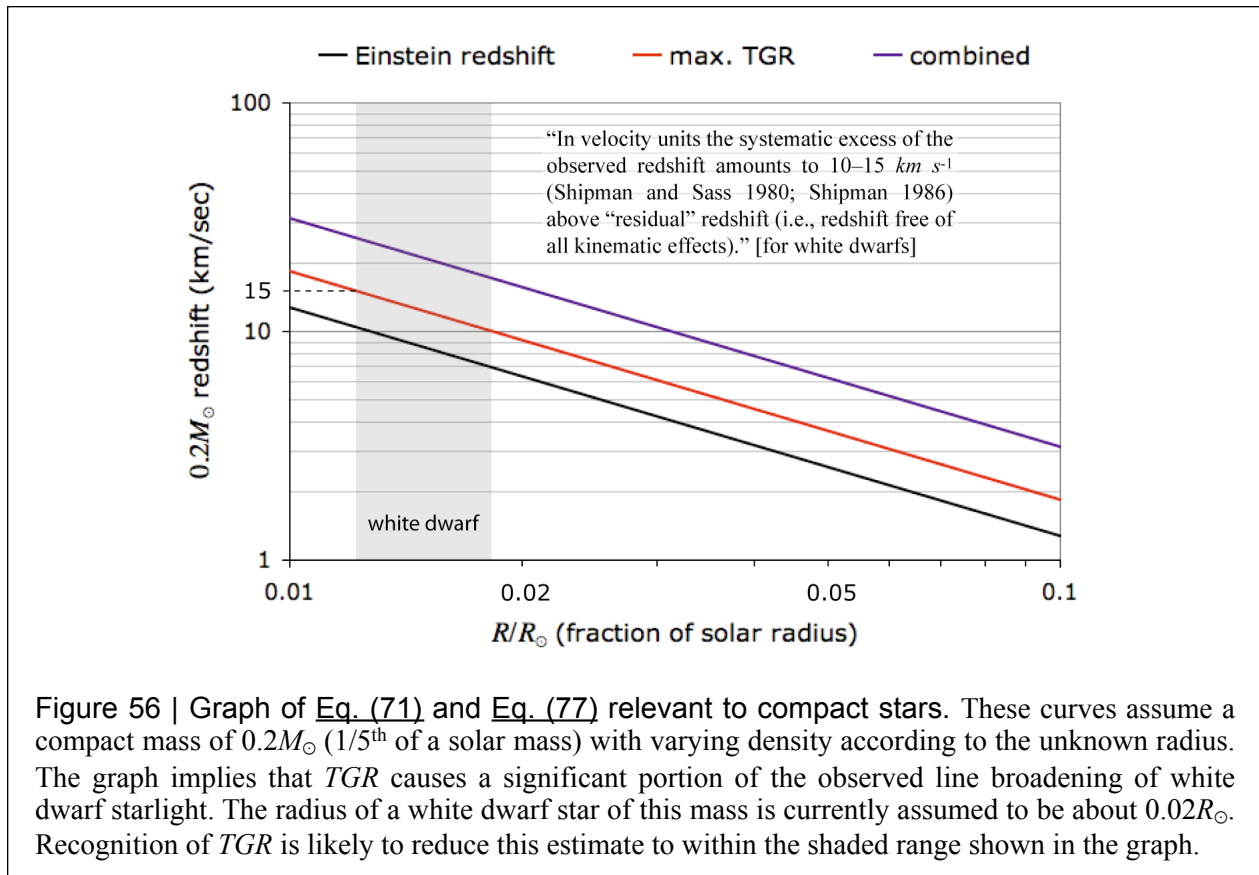 Einstein redshift max. TGR combined
100
“In velocity units the systematic excess of the
observed redshift amounts to 10–15 km s-1
(Shipman and Sass 1980; Shipman 1986)
above “residual” redshift (i.e., redshift free of
all kinematic effects).” [for white dwarfs]
0.2M☉ redshift (km/sec)
15
10
white dwarf
1
0.01 0.02 0.05 0.1
R/R☉ (fraction of solar radius)
Figure 56 | Graph of Eq. (71) and Eq. (77) relevant to compact stars. These curves assume a
compact mass of 0.2M☉ (1/5th of a solar mass) with varying density according to the unknown radius.
The graph implies that TGR causes a significant portion of the observed line broadening of white
dwarf starlight. The radius of a white dwarf star of this mass is currently assumed to be about 0.02R☉.
Recognition of TGR is likely to reduce this estimate to within the shaded range shown in the graph.